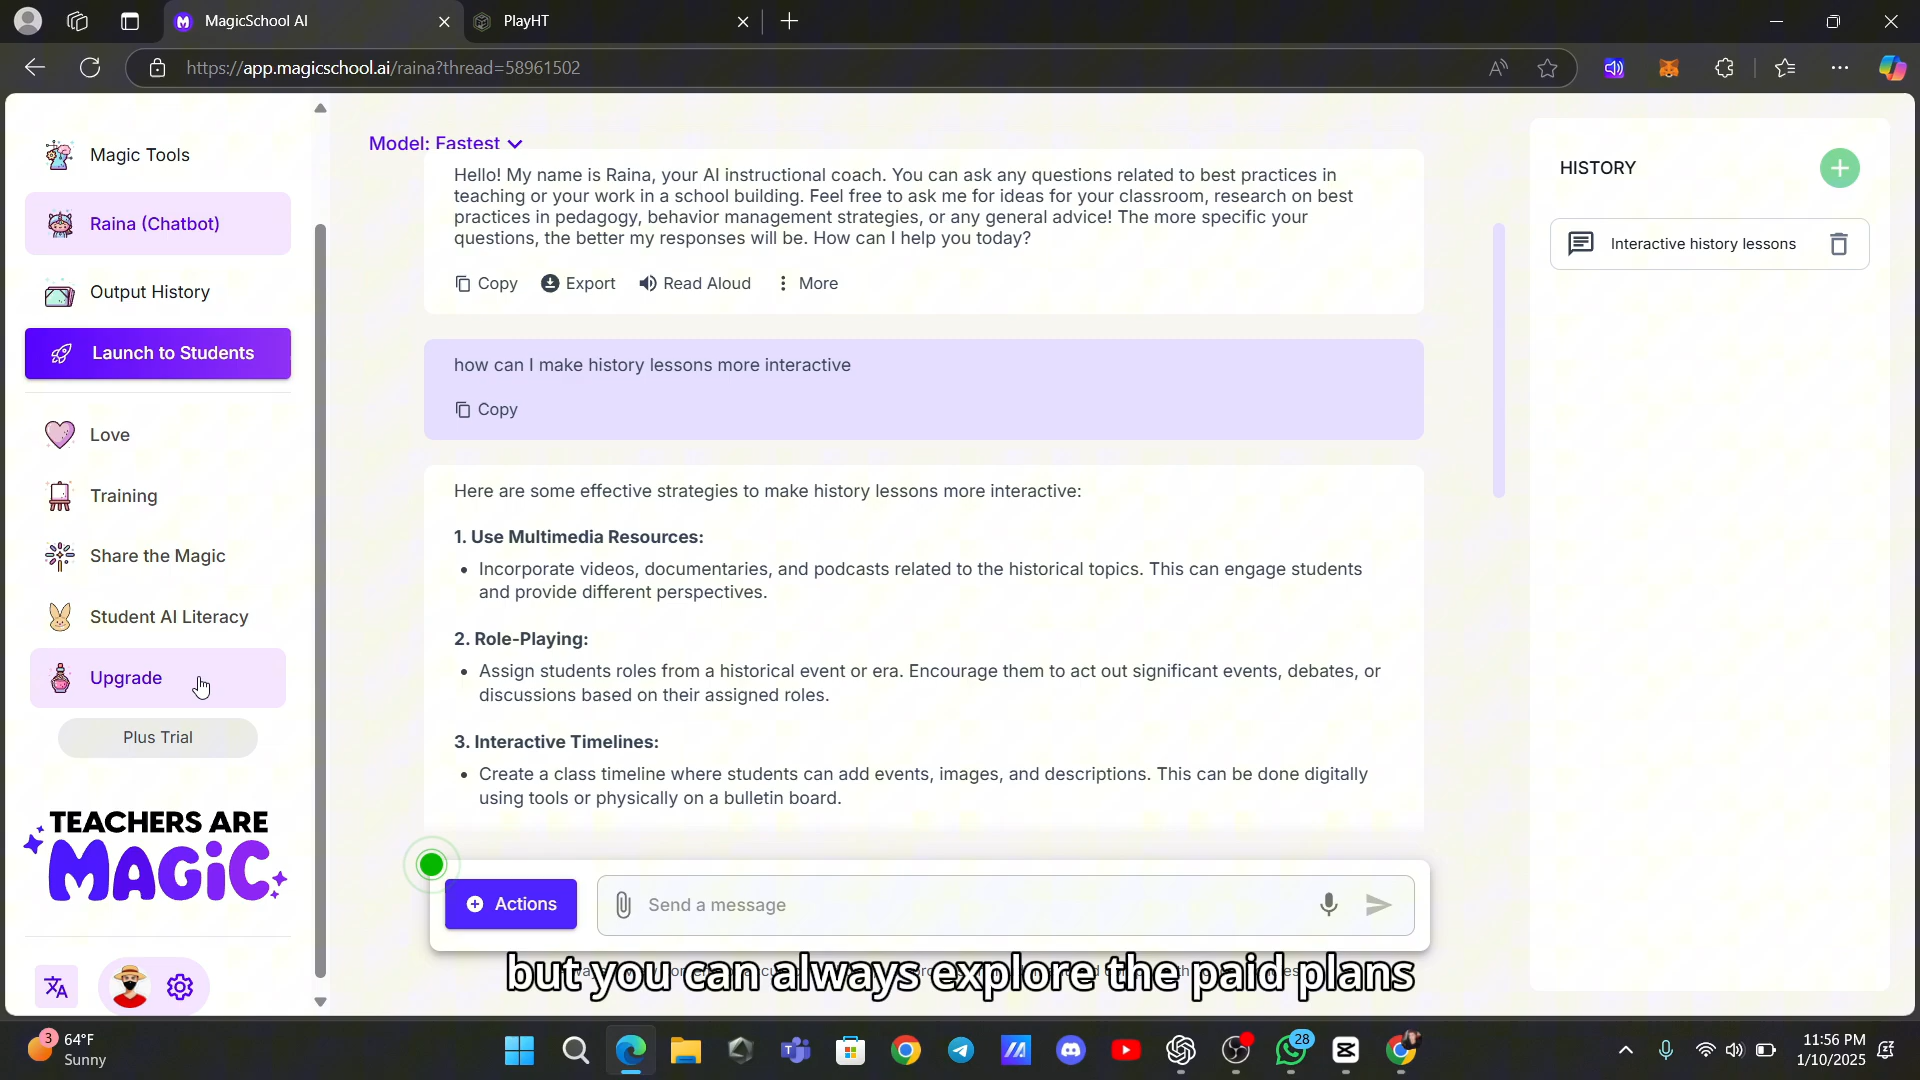 MagicSchool AI
PlayHT
https://app.magicschool.ai/raina?thread=58961502
Magic Tools
Raina (Chatbot)
Output History
Launch to Students
Love
Training
Share the Magic
Student AI Literacy
Upgrade
Plus Trial
TEACHERS ARE
MAGIC
Model: Fastest
Hello! My name is Raina, your AI instructional coach. You can ask any questions related to best practices in
teaching or your work in a school building. Feel free to ask me for ideas for your classroom, research on best
practices in pedagogy, behavior management strategies, or any general advice! The more specific your
questions, the better my responses will be. How can I help you today?
Copy Export Read Aloud More
how can I make history lessons more interactive
Copy
Here are some effective strategies to make history lessons more interactive:
1. Use Multimedia Resources:
• Incorporate videos, documentaries, and podcasts related to the historical topics. This can engage students
and provide different perspectives.
2. Role-Playing:
• Assign students roles from a historical event or era. Encourage them to act out significant events, debates, or
discussions based on their assigned roles.
3. Interactive Timelines:
• Create a class timeline where students can add events, images, and descriptions. This can be done digitally
using tools or physically on a bulletin board.
Actions
Send a message
but you can always explore the paid plans
HISTORY
Interactive history lessons
3
64°F
Sunny
28
11:56 PM
1/10/2025